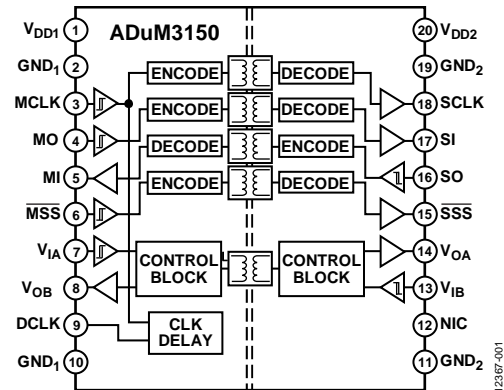 ADuM3150
VDD1 1
20 VDD2
GND1 2
ENCODE
DECODE
19 GND2
MCLK 3
18 SCLK
ENCODE
DECODE
MO 4
17 SI
DECODE
ENCODE
MI 5
16 SO
ENCODE
DECODE
MSS 6
15 SSS
VIA 7
14 VOA
CONTROL
BLOCK
CONTROL
BLOCK
VOB 8
13 VIB
DCLK 9
CLK
DELAY
12 NIC
GND1 10
11 GND2
12367-001